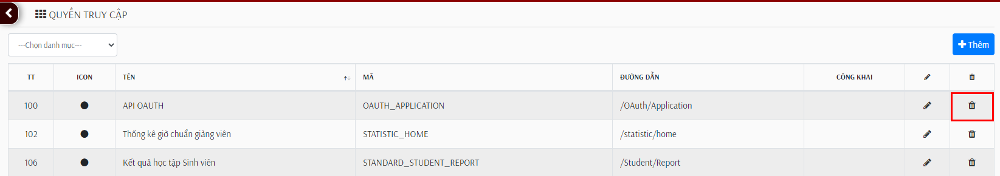 QUYỀN TRUY CẬP
---Chọn danh mục---
Thêm
TT ICON TÊN MÃ ĐƯỜNG DẪN CÔNG KHAI
100 API OAUTH OAUTH_APPLICATION /OAuth/Application
102 Thống kê giờ chuẩn giảng viên STATISTIC_HOME /statistic/home
106 Kết quả học tập Sinh viên STANDARD_STUDENT_REPORT /Student/Report